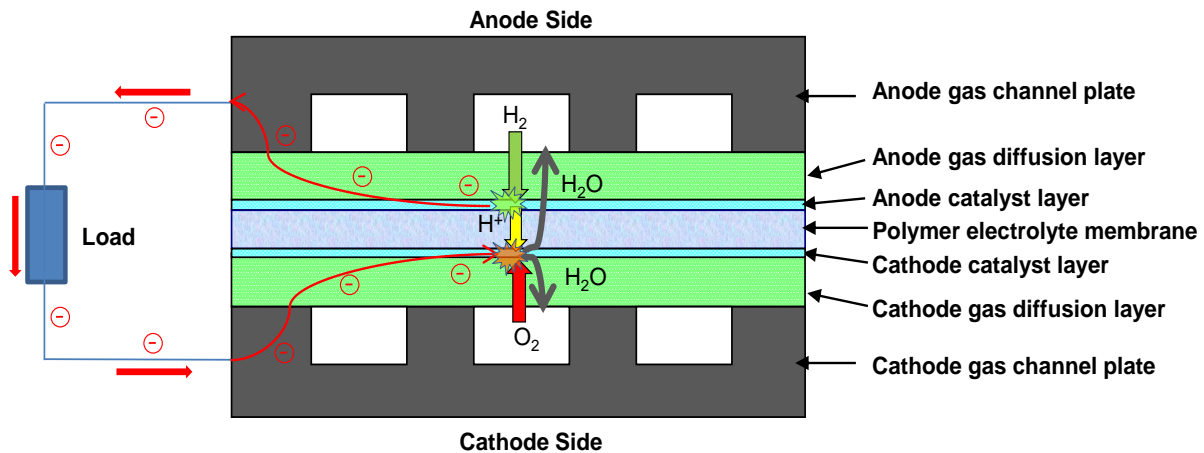 Anode Side
Anode gas channel plate
H₂
Anode gas diffusion layer
H₂O
Anode catalyst layer
H⁺
Polymer electrolyte membrane
Load
Cathode catalyst layer
H₂O
Cathode gas diffusion layer
O₂
Cathode gas channel plate
Cathode Side